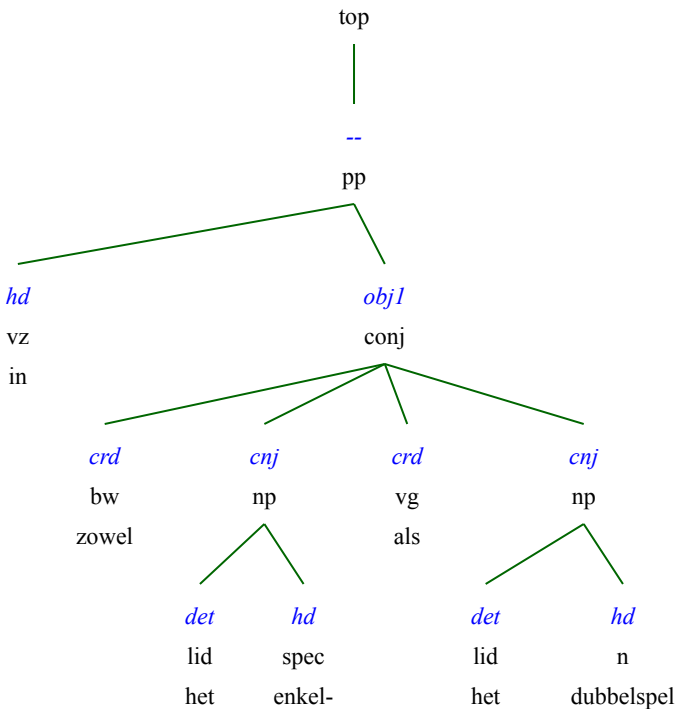 top
--
pp
hd obj1
vz conj
in
crd cnj crd cnj
bw np vg np
zowel als
det hd det hd
lid spec lid n
het enkel- het dubbelspel